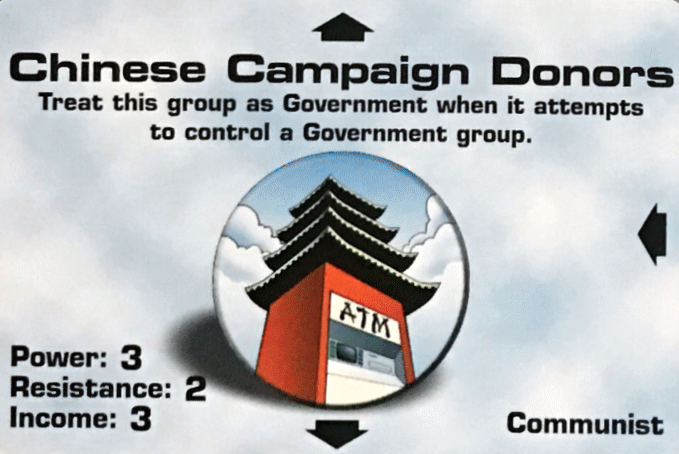 Chinese Campaign Donors
Treat this group as Government when it attempts
to control a Government group.
ATM
Power: 3
Resistance: 2
Income: 3
Communist